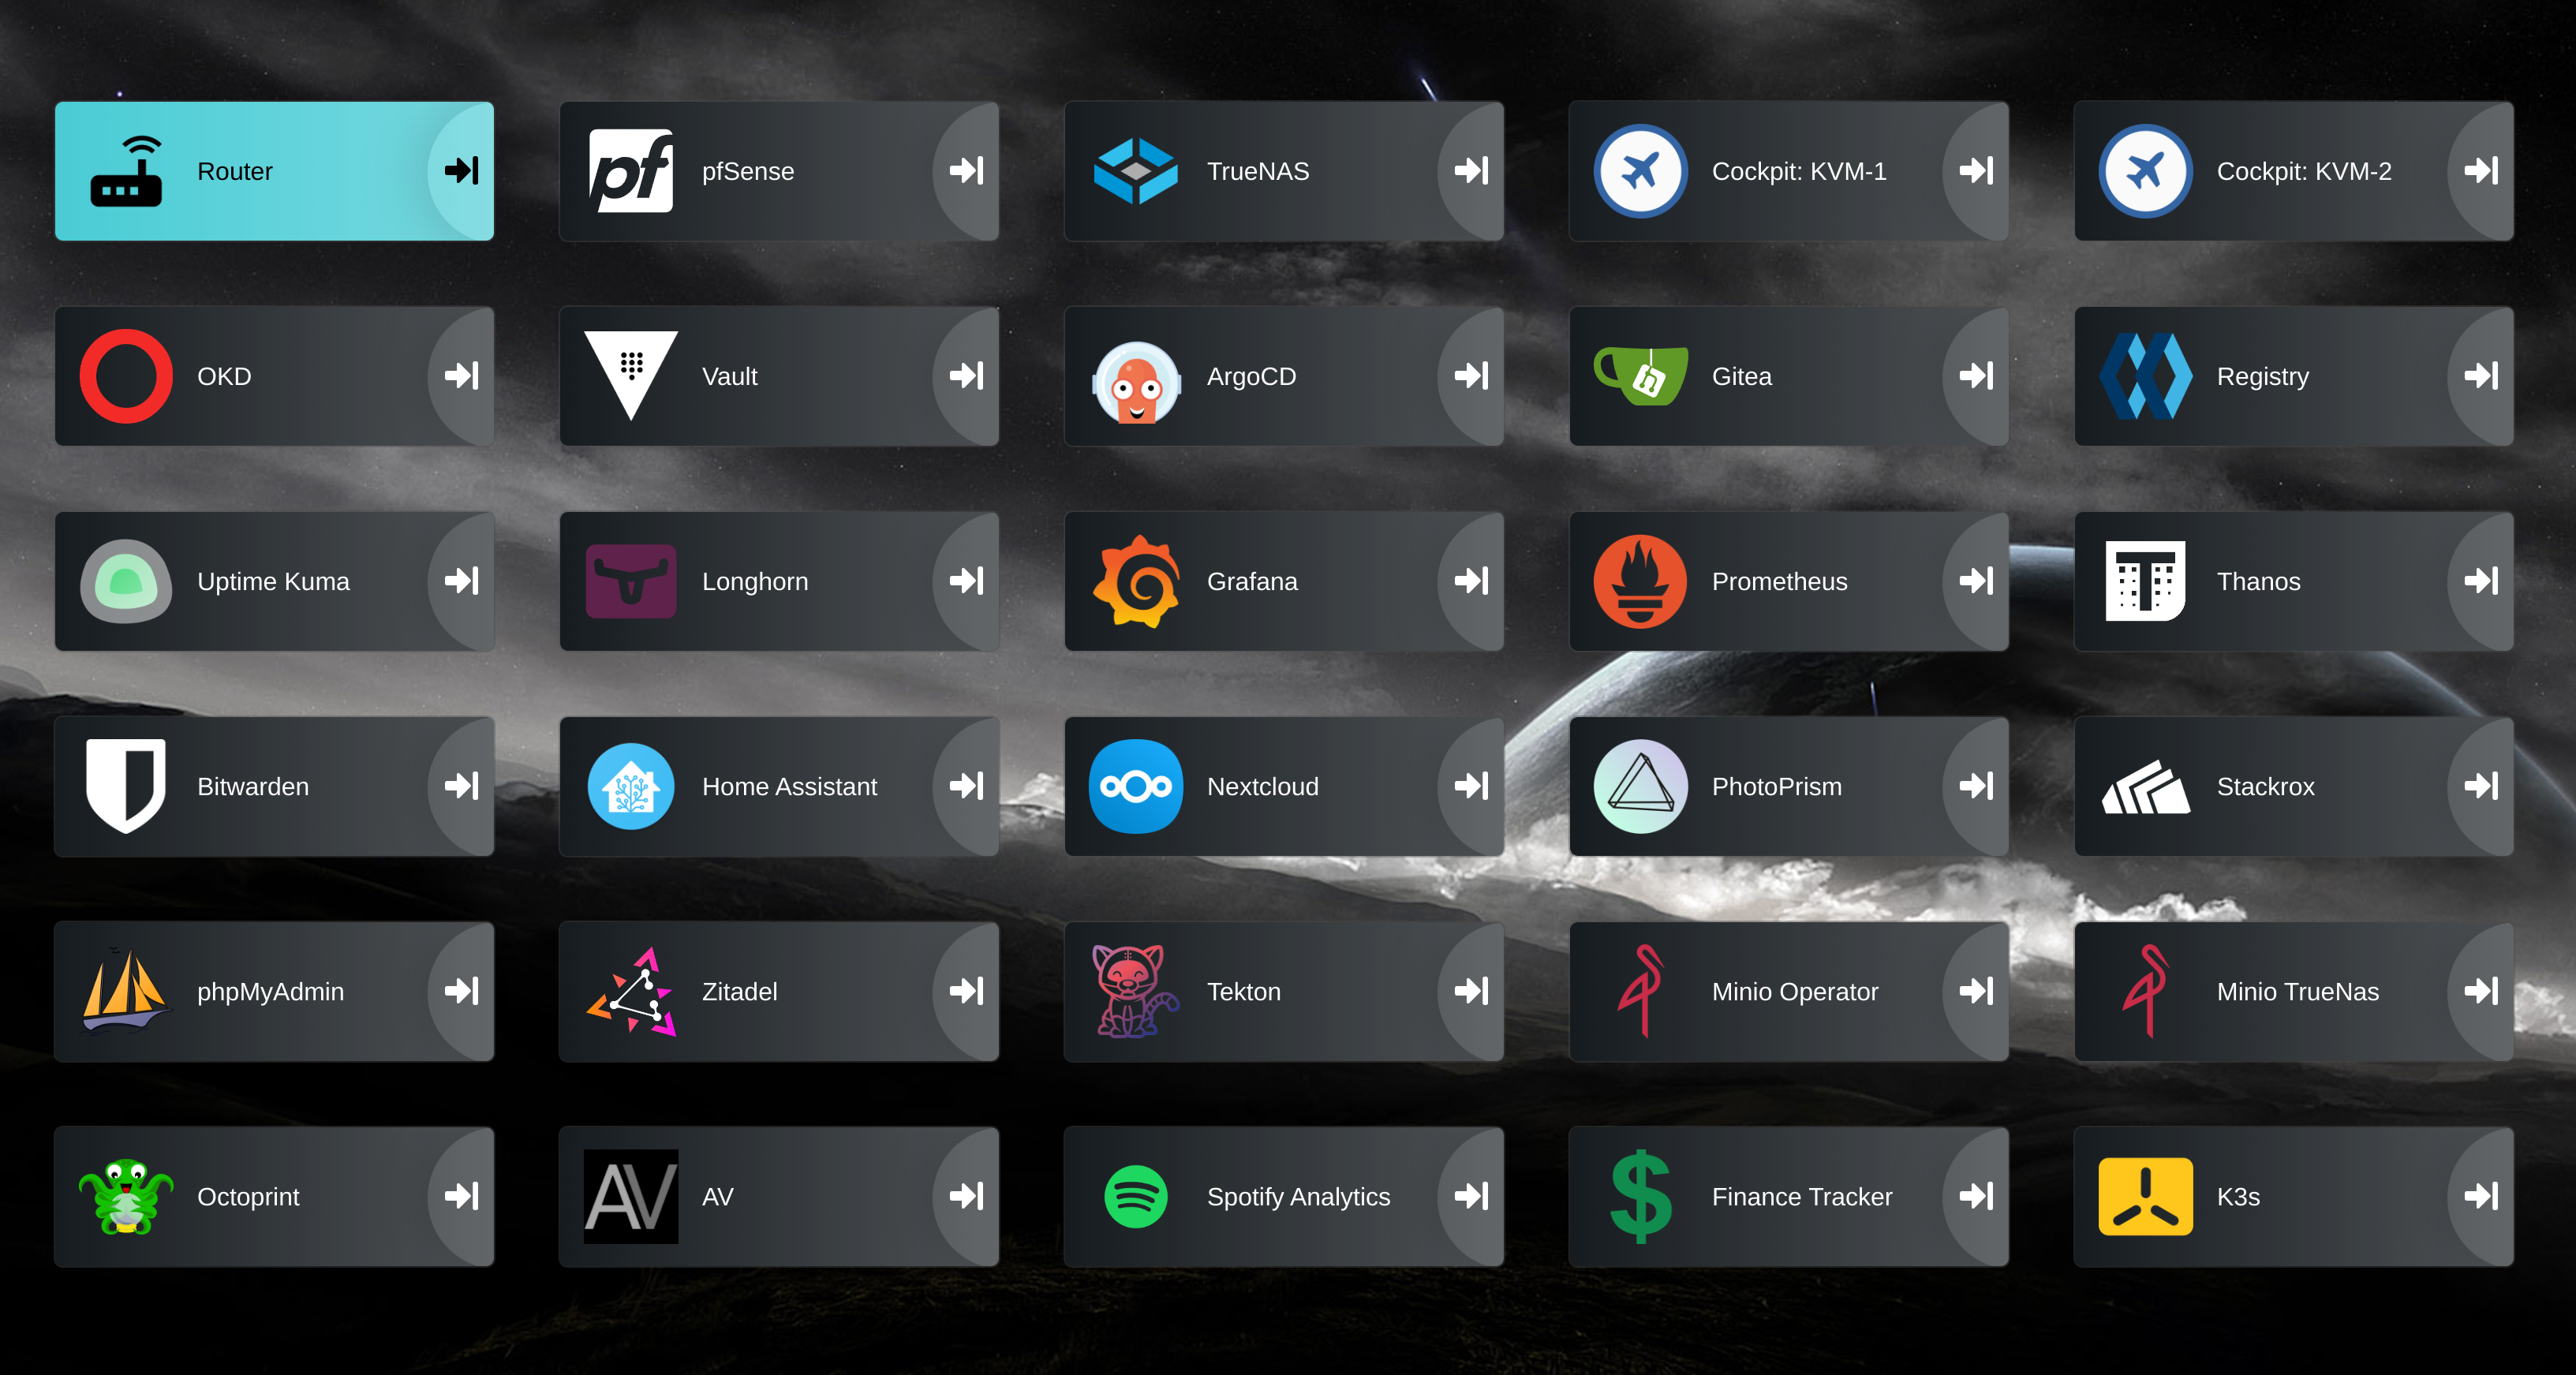 Router
pf pfSense
TrueNAS
Cockpit: KVM-1
Cockpit: KVM-2
OKD
Vault
ArgoCD
Gitea
Registry
Uptime Kuma
Longhorn
Grafana
Prometheus
T Thanos
Bitwarden
Home Assistant
Nextcloud
PhotoPrism
Stackrox
phpMyAdmin
Zitadel
Tekton
Minio Operator
Minio TrueNas
Octoprint
AV AV
Spotify Analytics
$ Finance Tracker
K3s